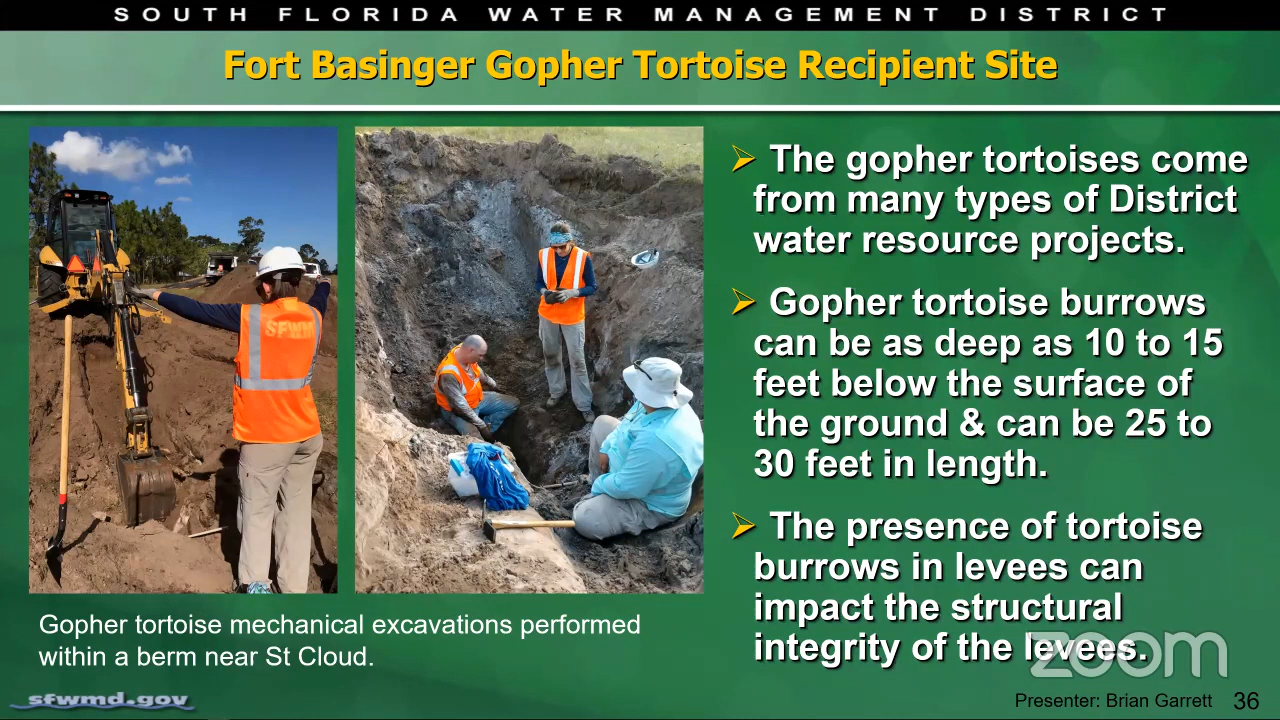 SOUTH FLORIDA WATER MANAGEMENT DISTRICT
Fort Basinger Gopher Tortoise Recipient Site
SFWM
➢ The gopher tortoises come
from many types of District
water resource projects.
➢ Gopher tortoise burrows
can be as deep as 10 to 15
feet below the surface of
the ground & can be 25 to
30 feet in length.
➢ The presence of tortoise
burrows in levees can
impact the structural
integrity of the levees.
Gopher tortoise mechanical excavations performed
within a berm near St Cloud.
zoom
sfwmd.gov
Presenter: Brian Garrett 36